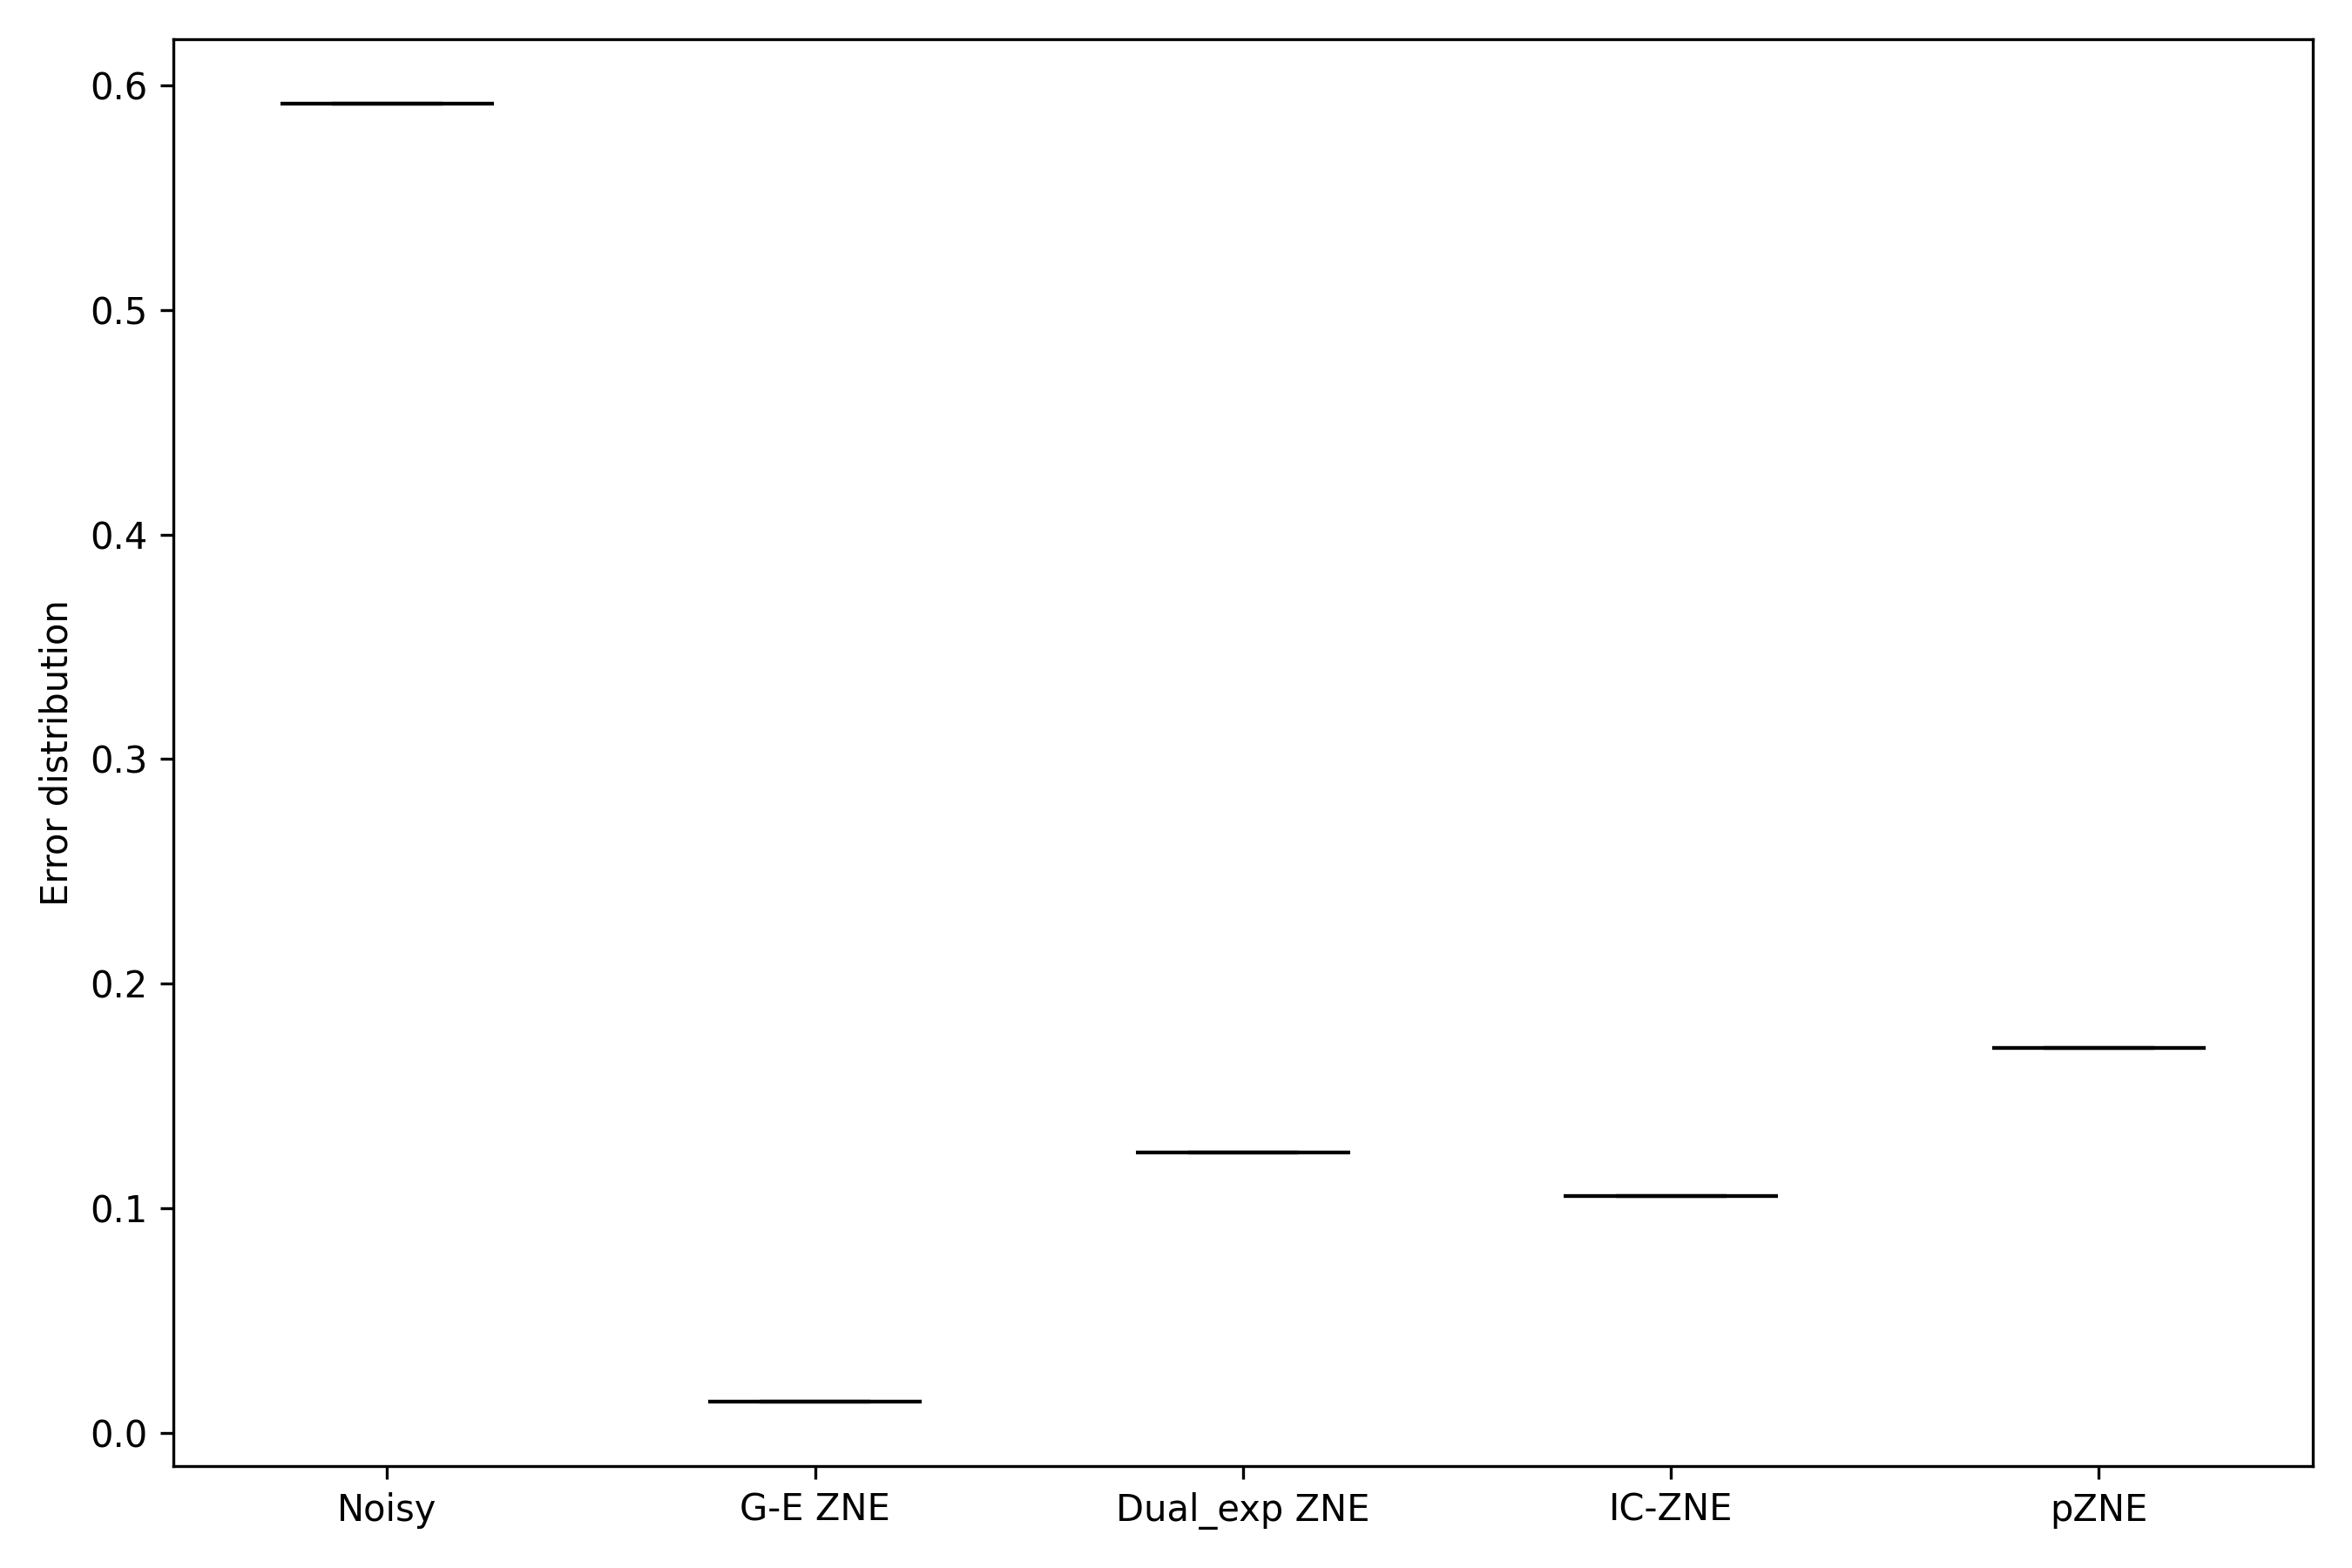 0.6
0.5
0.4
0.3
0.2
0.1
0.0
Error distribution
Noisy
G-E ZNE
Dual_exp ZNE
IC-ZNE
pZNE